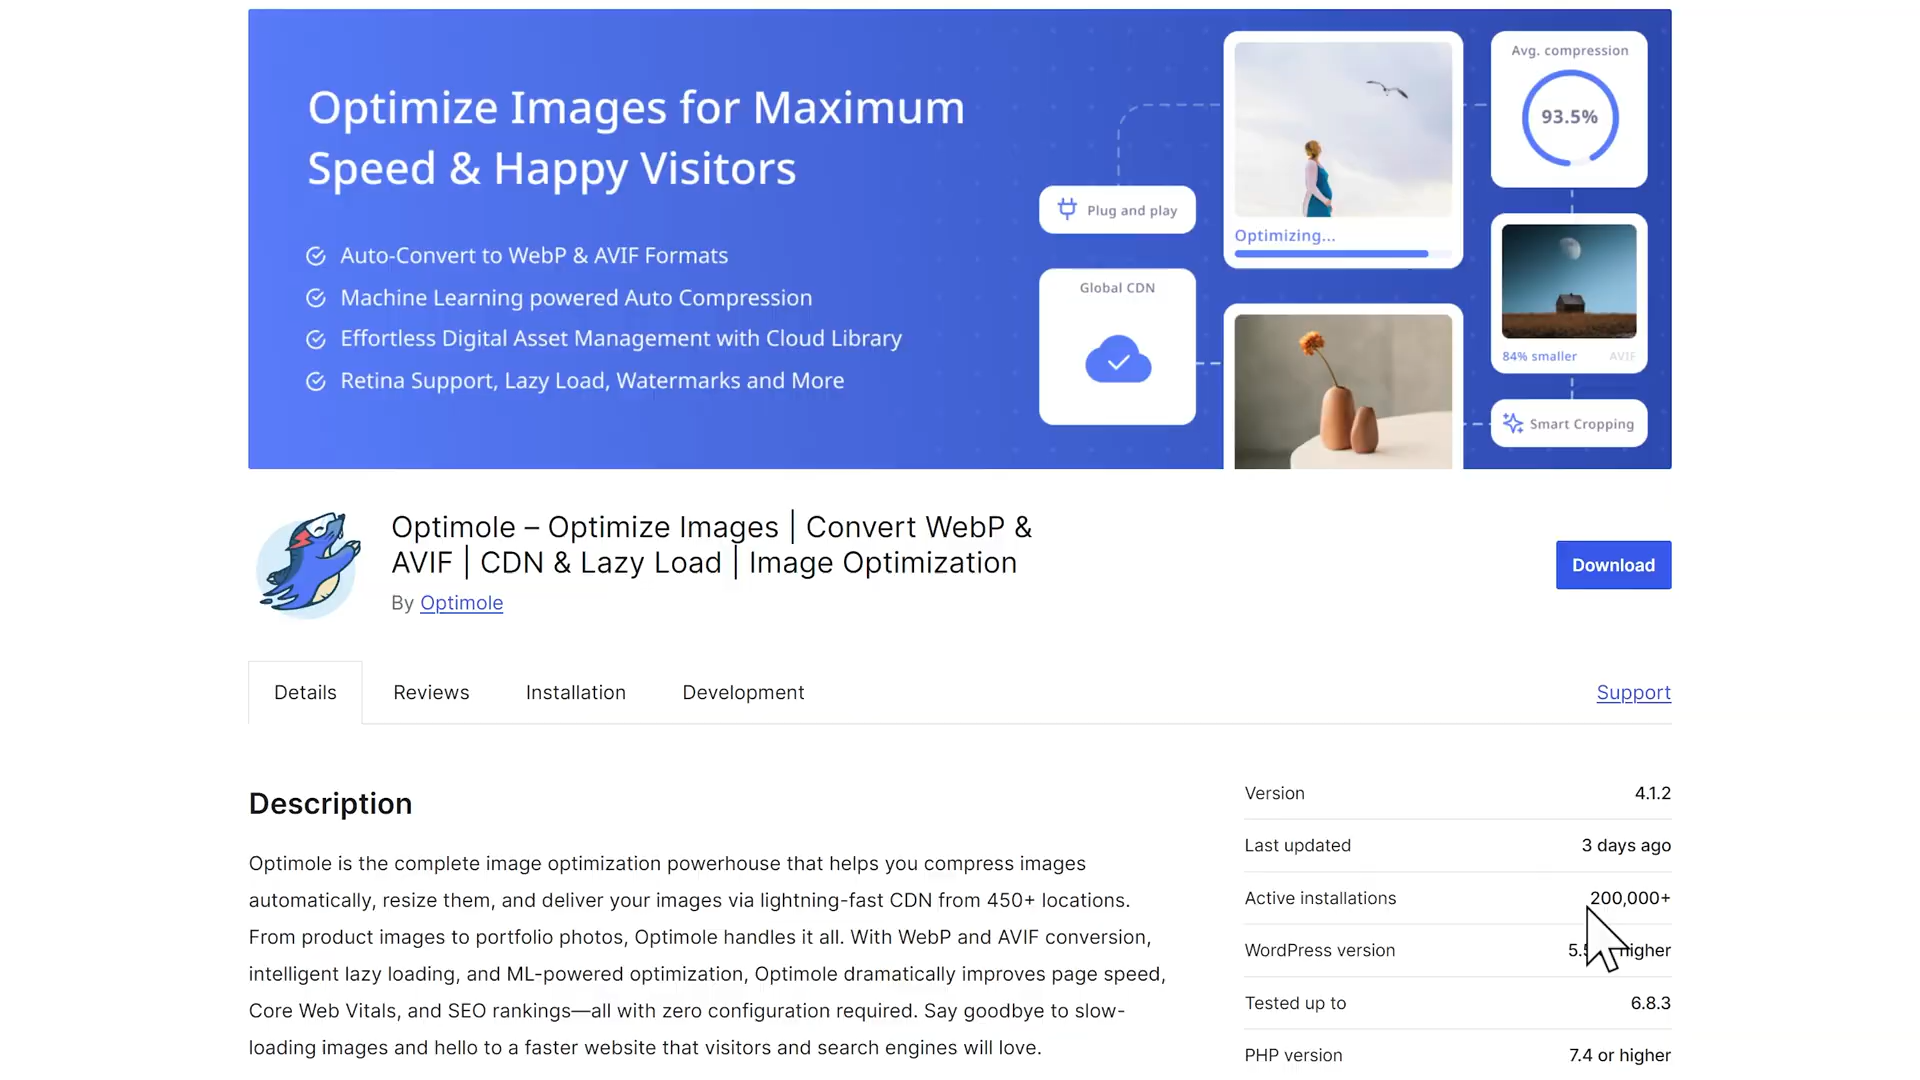 Optimize Images for Maximum
Speed & Happy Visitors
Auto-Convert to WebP & AVIF Formats
Machine Learning powered Auto Compression
Effortless Digital Asset Management with Cloud Library
Retina Support, Lazy Load, Watermarks and More
Plug and play
Global CDN
Optimizing...
Avg. compression
93.5%
84% smaller
AVIF
Smart Cropping
Optimole – Optimize Images | Convert WebP &
AVIF | CDN & Lazy Load | Image Optimization
By Optimole
Download
Details
Reviews
Installation
Development
Support
Description
Optimole is the complete image optimization powerhouse that helps you compress images
automatically, resize them, and deliver your images via lightning-fast CDN from 450+ locations.
From product images to portfolio photos, Optimole handles it all. With WebP and AVIF conversion,
intelligent lazy loading, and ML-powered optimization, Optimole dramatically improves page speed,
Core Web Vitals, and SEO rankings—all with zero configuration required. Say goodbye to slow-
loading images and hello to a faster website that visitors and search engines will love.
Version 4.1.2
Last updated 3 days ago
Active installations 200,000+
WordPress version higher
Tested up to 6.8.3
PHP version 7.4 or higher